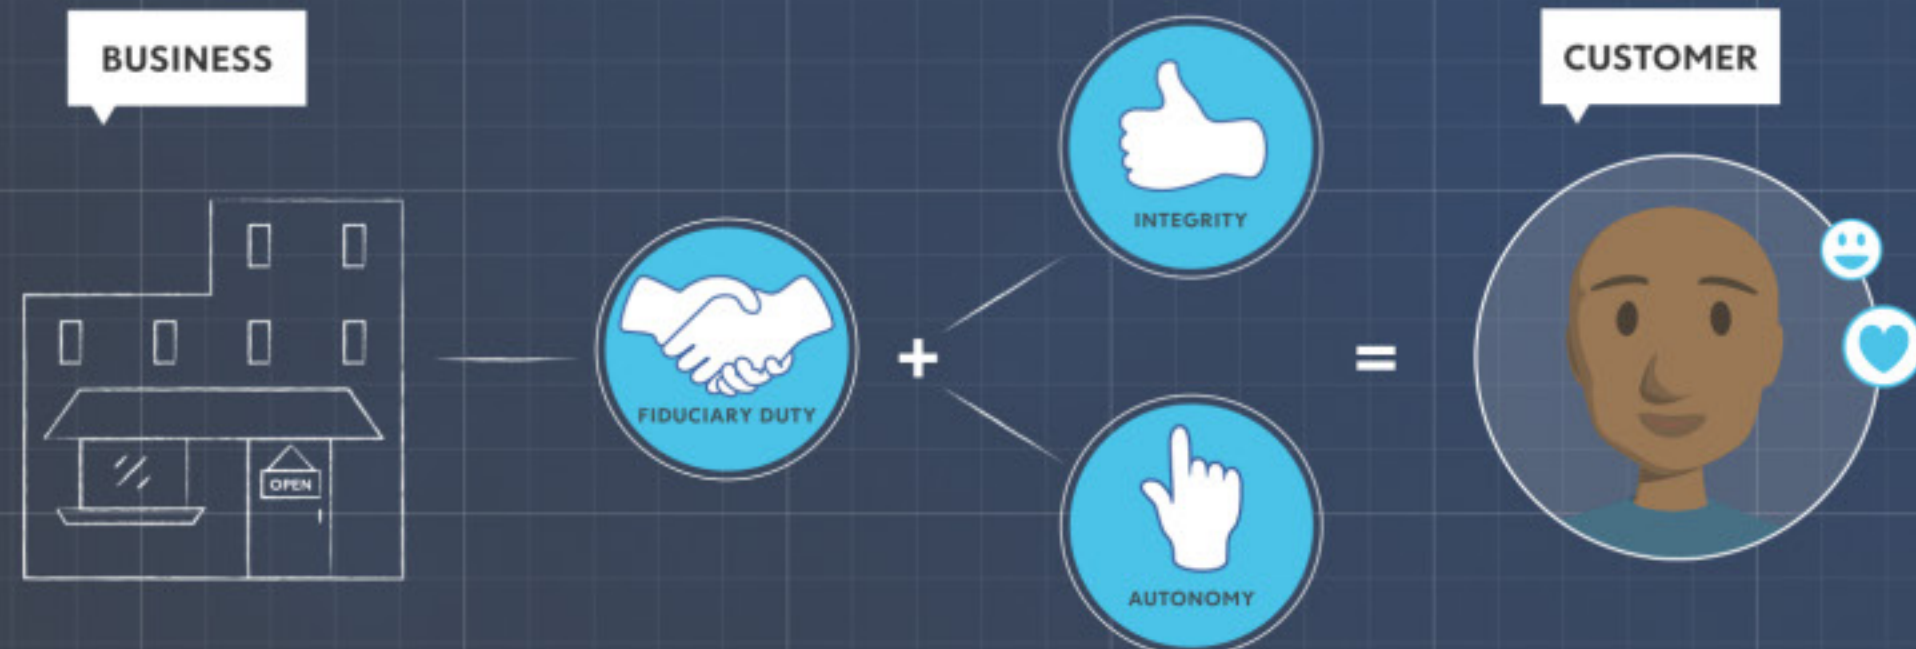 BUSINESS
CUSTOMER
INTEGRITY
FIDUCIARY DUTY
+
=
OPEN
AUTONOMY